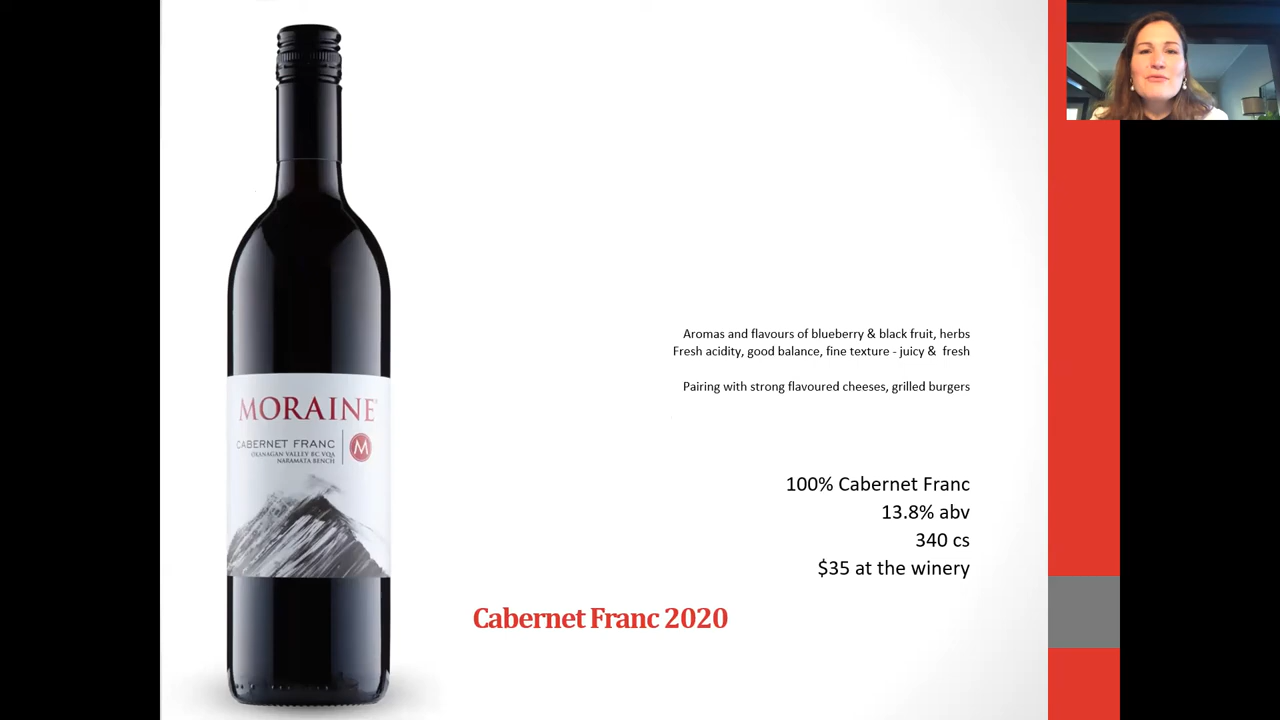 MORAINE
CABERNET FRANC
OKANAGAN VALLEY BC VQA
NARAMATA BENCH
M
Aromas and flavours of blueberry & black fruit, herbs
Fresh acidity, good balance, fine texture - juicy & fresh
Pairing with strong flavoured cheeses, grilled burgers
100% Cabernet Franc
13.8% abv
340 cs
$35 at the winery
Cabernet Franc 2020